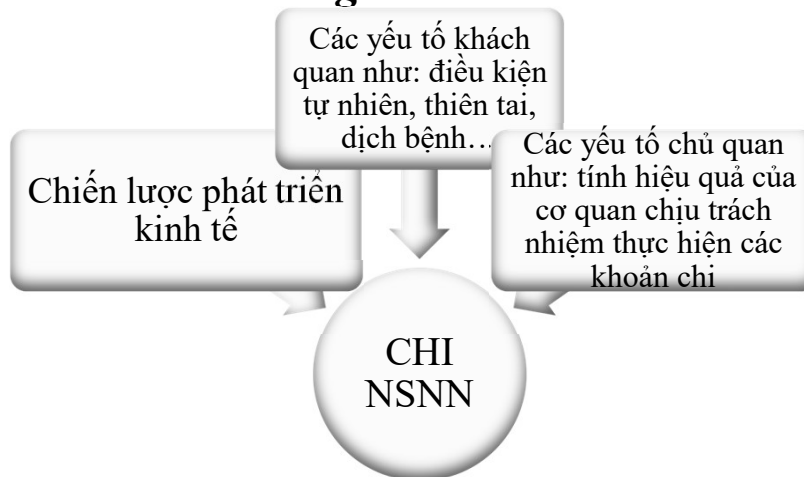 Các yếu tố khách
quan như: điều kiện
tự nhiên, thiên tai,
dịch bệnh…
Chiến lược phát triển
kinh tế
Các yếu tố chủ quan
như: tính hiệu quả của
cơ quan chịu trách
nhiệm thực hiện các
khoản chi
CHI
NSNN